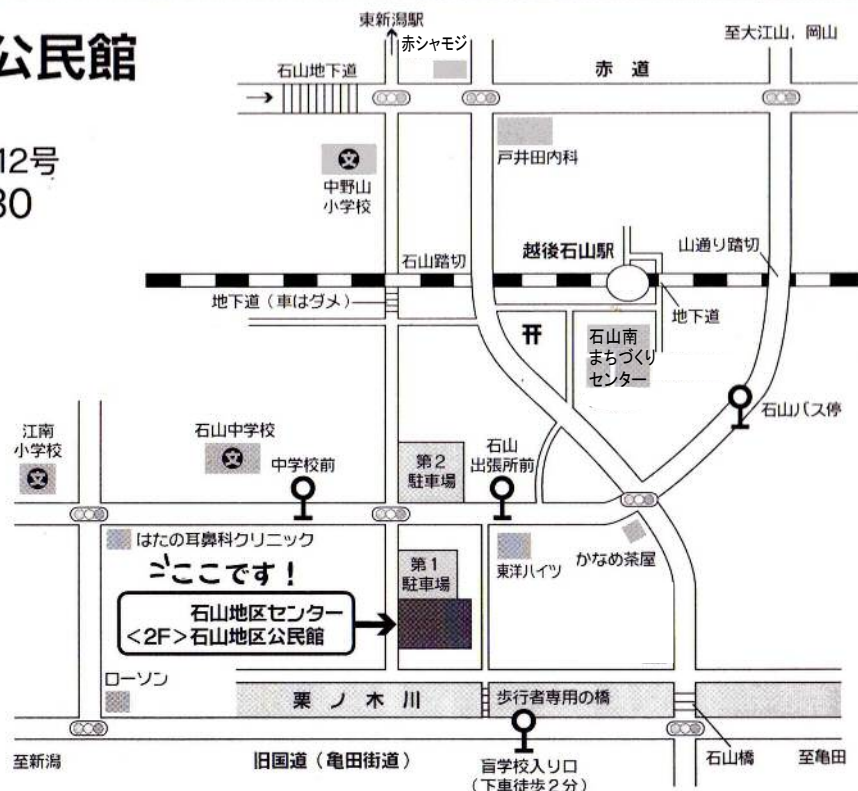 公民館
12号
30
東新潟駅
赤シャモジ
至大江山，岡山
石山地下道
赤 道
戸井田内科
文
中野山
小学校
石山踏切
越後石山駅
山通り踏切
地下道（車はダメ）
地下道
石山南
まちづくり
センター
石山バス停
江南
小学校
文
石山中学校
文
中学校前
第2
駐車場
石山
出張所前
はたの耳鼻科クリニック
ここです！
第1
駐車場
東洋ハイツ
かなめ茶屋
石山地区センター
<2F>石山地区公民館
ローソン
栗ノ木川
歩行者専用の橋
至新潟
旧国道（亀田街道）
盲学校入り口
（下車徒歩2分）
石山橋
至亀田